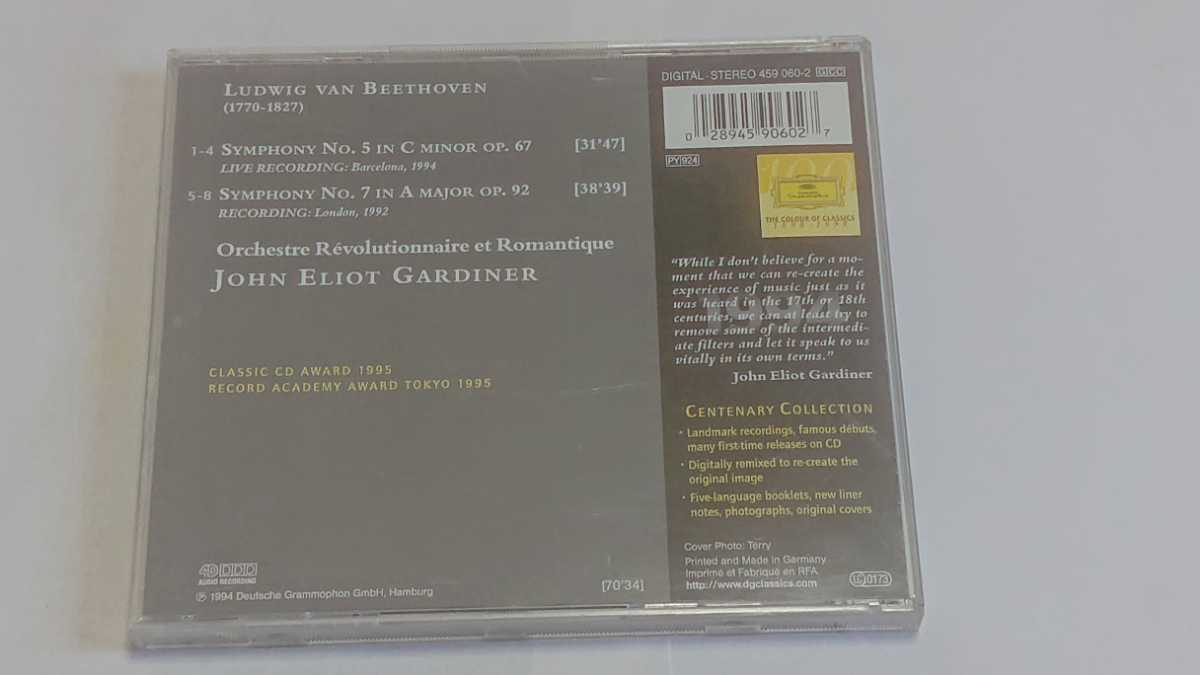 LUDWIG VAN BEETHOVEN
(1770-1827)
1-4 SYMPHONY NO. 5 IN C MINOR OP. 67 [31'47]
LIVE RECORDING: Barcelona, 1994
5-8 SYMPHONY NO. 7 IN A MAJOR OP. 92 [38'39]
RECORDING: London, 1992
Orchestre Révolutionnaire et Romantique
JOHN ELIOT GARDINER
CLASSIC CD AWARD 1995
RECORD ACADEMY AWARD TOKYO 1995
4D DDD
AUDIO RECORDING
℗ 1994 Deutsche Grammophon GmbH, Hamburg
[70'34]
DIGITAL · STEREO 459 060-2 GCC
0 28945 90602 7
PY 924
100
THE COLOUR OF CLASSICS
1898-1998
1994
"While I don't believe for a mo-
ment that we can re-create the
experience of music just as it
was heard in the 17th or 18th
centuries, we can at least try to
remove some of the intermedi-
ate filters and let it speak to us
vitally in its own terms."
John Eliot Gardiner
CENTENARY COLLECTION
• Landmark recordings, famous débuts,
many first-time releases on CD
• Digitally remixed to re-create the
original image
• Five-language booklets, new liner
notes, photographs, original covers
Cover Photo: Terry
Printed and Made in Germany
Imprimé et Fabriqué en RFA
http://www.dgclassics.com
LC 0173